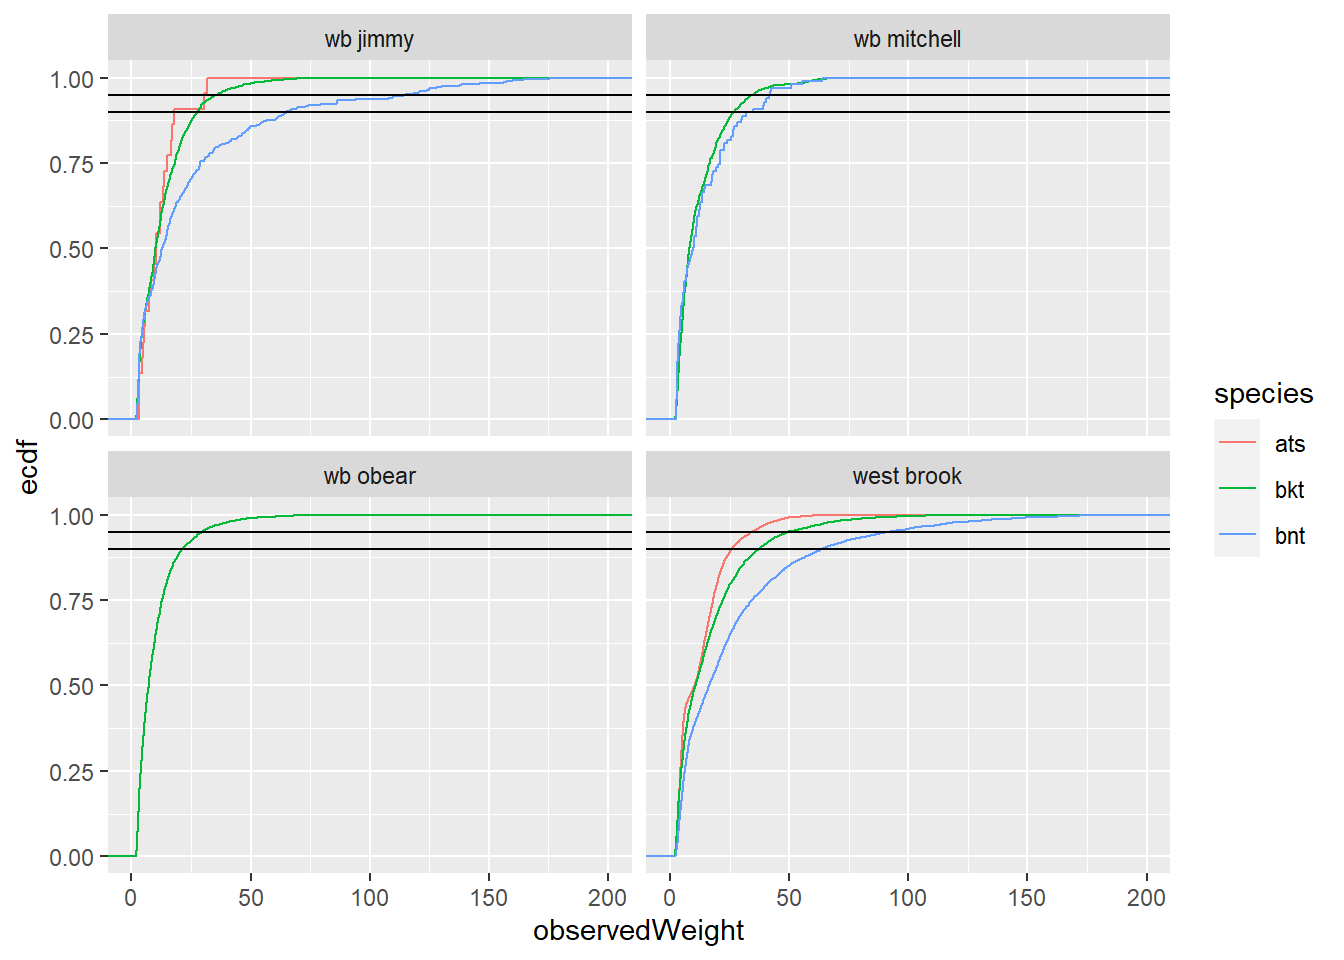 wb jimmy
wb mitchell
1.00
0.75
0.50
0.25
0.00
wb obear
west brook
1.00
0.75
0.50
0.25
0.00
0 50 100 150 200
0 50 100 150 200
observedWeight
ecdf
species
ats
bkt
bnt